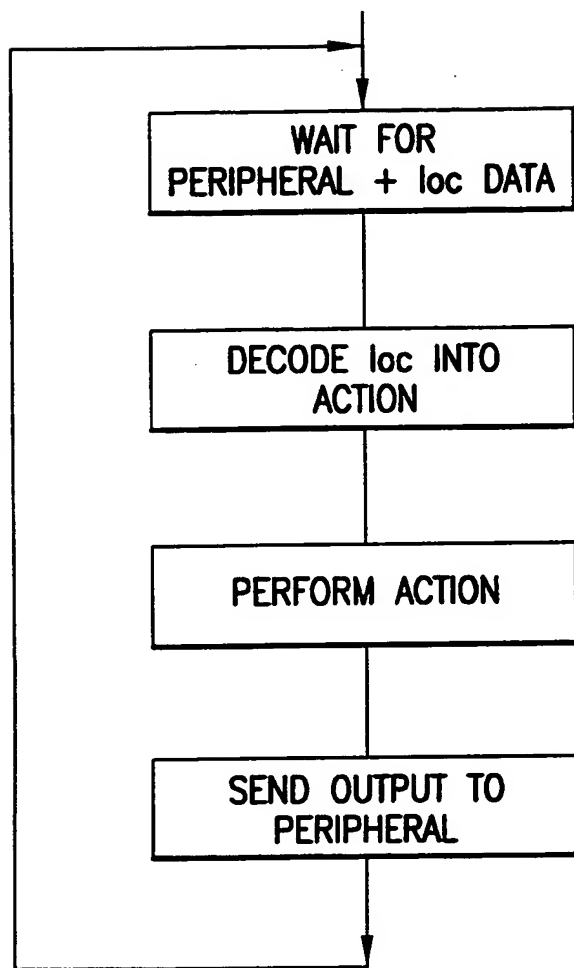 WAIT FOR
PERIPHERAL + loc DATA
DECODE loc INTO
ACTION
PERFORM ACTION
SEND OUTPUT TO
PERIPHERAL